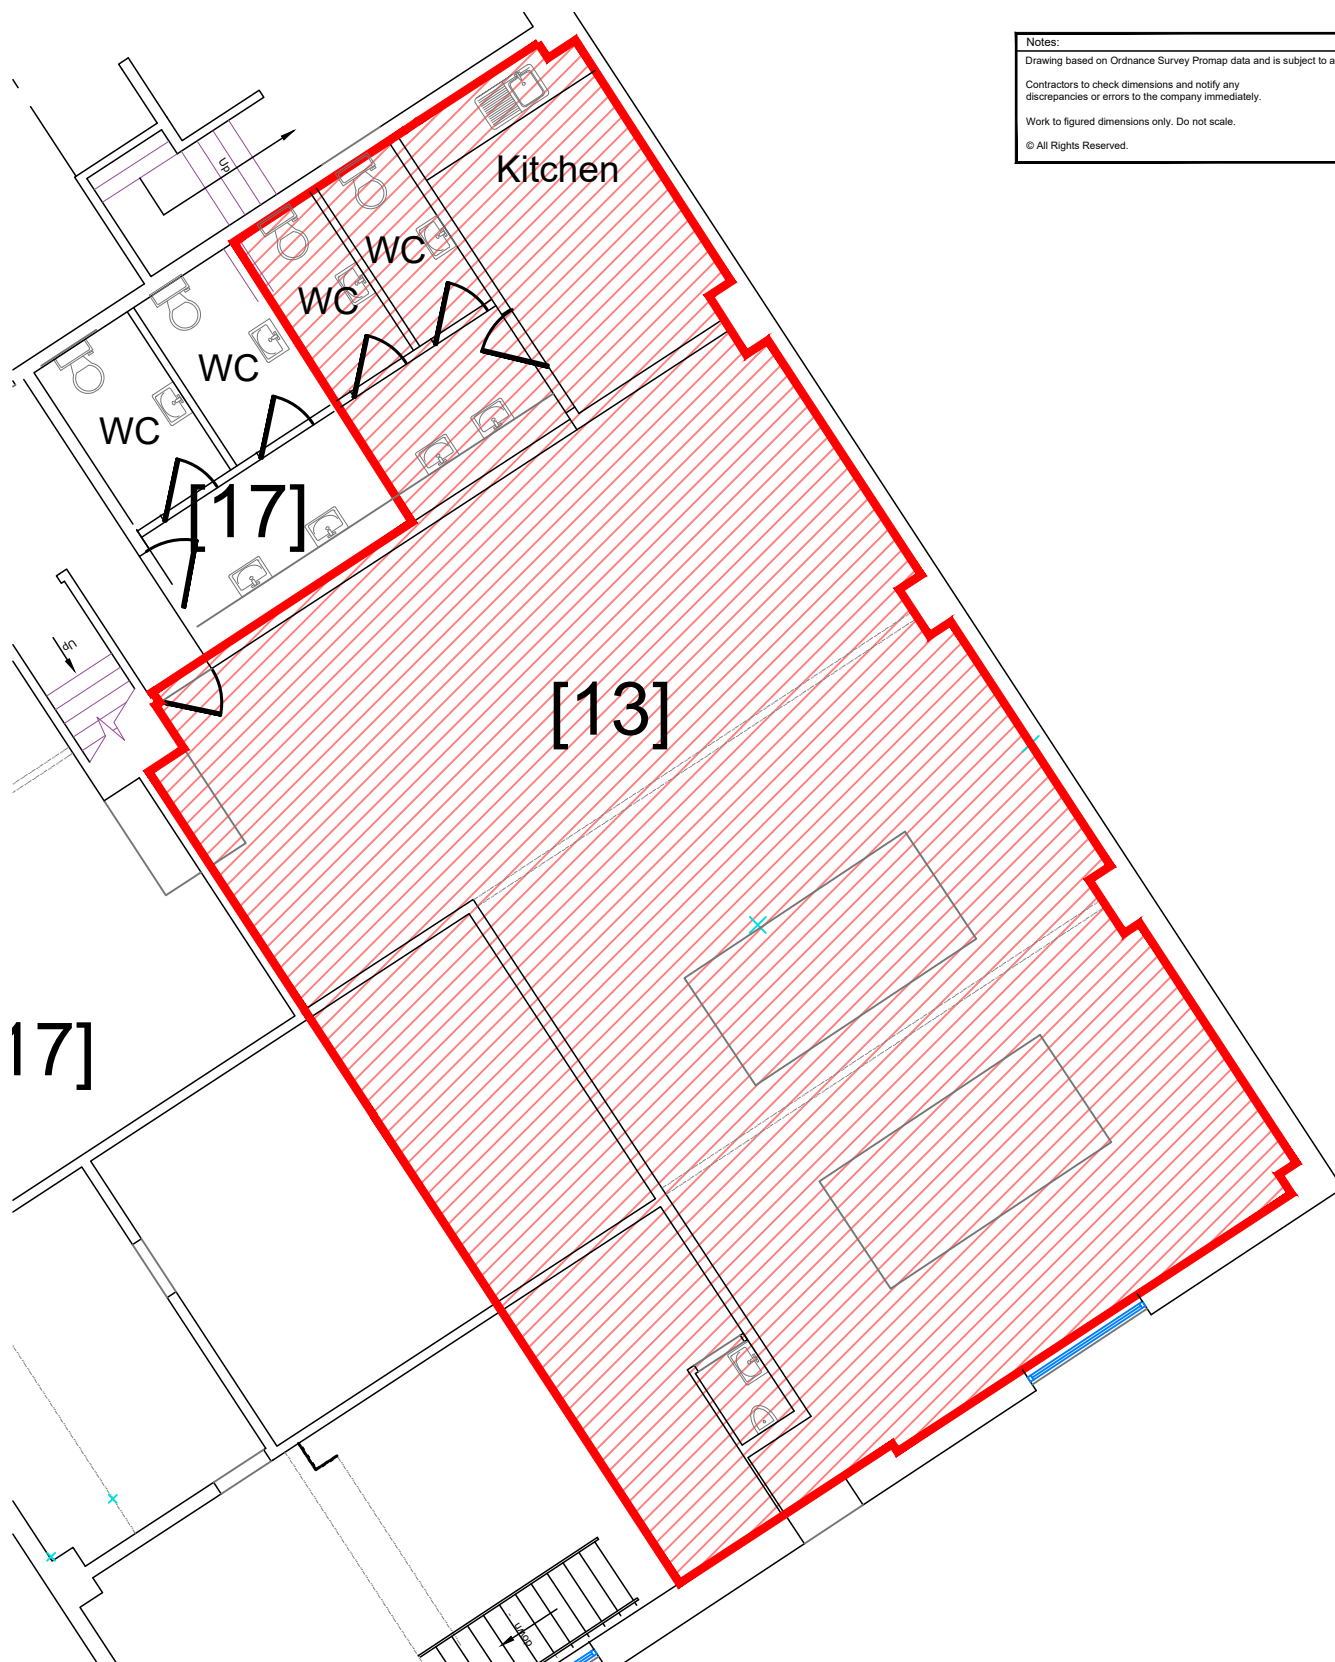 Notes:
Drawing based on Ordnance Survey Promap data and is subject to a
Contractors to check dimensions and notify any
discrepancies or errors to the company immediately.
Work to figured dimensions only. Do not scale.
© All Rights Reserved.
Up
Kitchen
WC
WC
WC
WC
[17]
up
[13]
17]
down